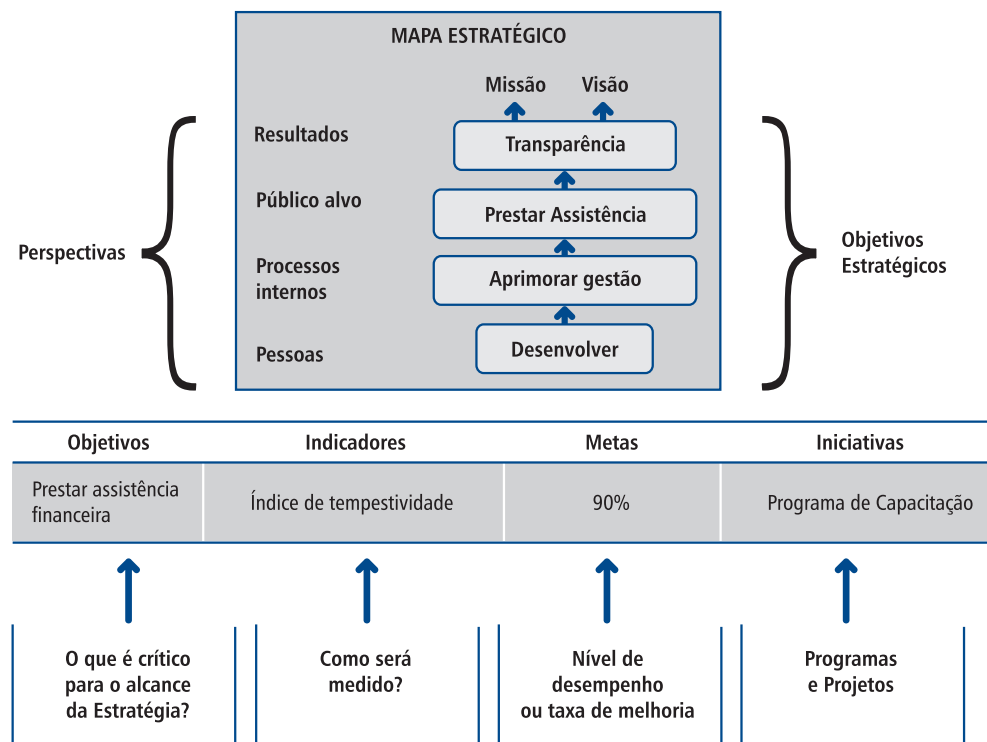 MAPA ESTRATÉGICO
Missão
Visão
Resultados
Transparência
Público alvo
Prestar Assistência
Perspectivas
Objetivos
Estratégicos
Processos
internos
Aprimorar gestão
Pessoas
Desenvolver
Objetivos
Indicadores
Metas
Iniciativas
Prestar assistência
financeira
Índice de tempestividade
90%
Programa de Capacitação
O que é crítico
para o alcance
da Estratégia?
Como será
medido?
Nível de
desempenho
ou taxa de melhoria
Programas
e Projetos